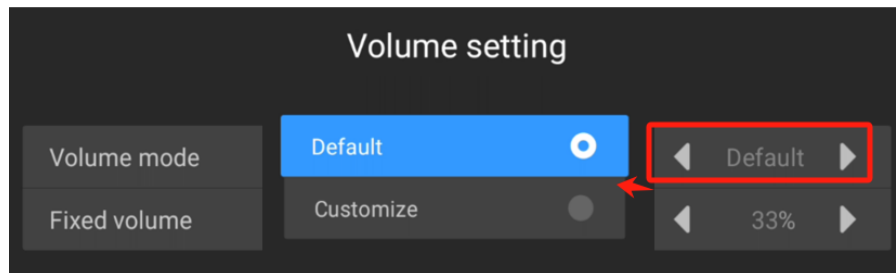 Volume setting
Volume mode
Default
Default
Fixed volume
Customize
33%